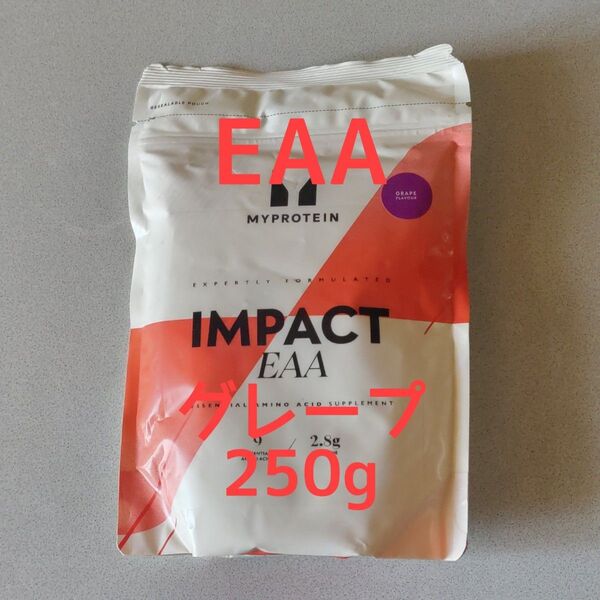 RESEALABLE POUCH
EAA
MYPROTEIN
GRAPE
FLAVOUR
EXPERTLY FORMULATED
IMPACT
EAA
ESSENTIAL AMINO ACID SUPPLEMENT
グレープ
9 / 2.8g
250g